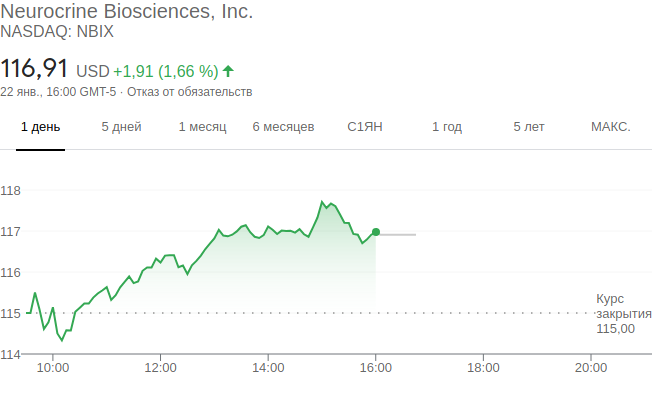 Neurocrine Biosciences, Inc.
NASDAQ: NBIX
116,91 USD +1,91 (1,66 %)
22 янв., 16:00 GMT-5 · Отказ от обязательств
1 день 5 дней 1 месяц 6 месяцев С1ЯН 1 год 5 лет МАКС.
118
117
116
115
114
Курс
закрытия
115,00
10:00 12:00 14:00 16:00 18:00 20:00